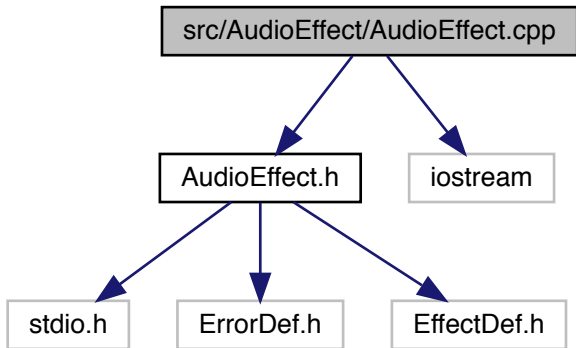 src/AudioEffect/AudioEffect.cpp
AudioEffect.h
iostream
stdio.h
ErrorDef.h
EffectDef.h